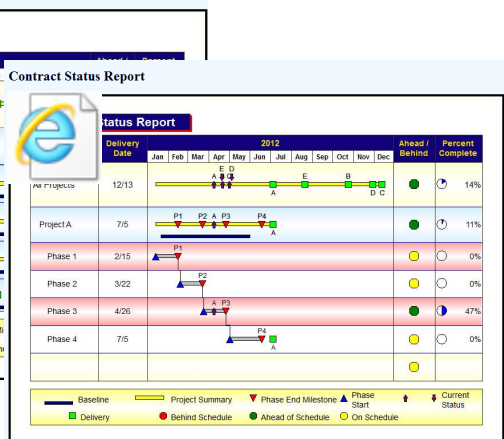 Ahead / Percent
Contract Status Report
Status Report
Delivery Date
2012
Ahead / Behind
Percent Complete
Jan Feb Mar Apr May Jun Jul Aug Sep Oct Nov Dec
E D
A C E B
All Projects 12/13 14%
A D C
P1 P2 A P3 P4
Project A 7/5 11%
A
P1
Phase 1 2/15 0%
P2
Phase 2 3/22 0%
A P3
Phase 3 4/26 47%
P4
Phase 4 7/5 0%
A
Baseline Project Summary Phase End Milestone Phase Start Current Status
Delivery Behind Schedule Ahead of Schedule On Schedule